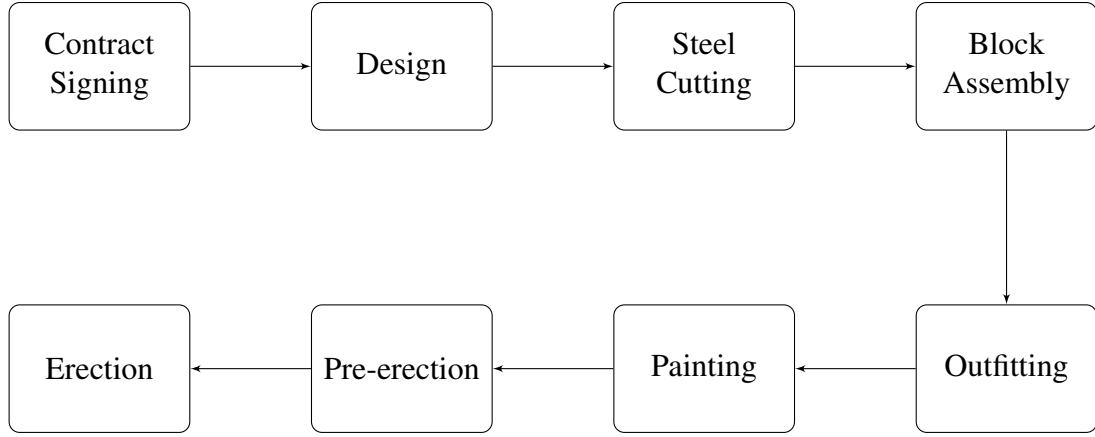 Contract
Signing
Design
Steel
Cutting
Block
Assembly
Outfitting
Painting
Pre-erection
Erection